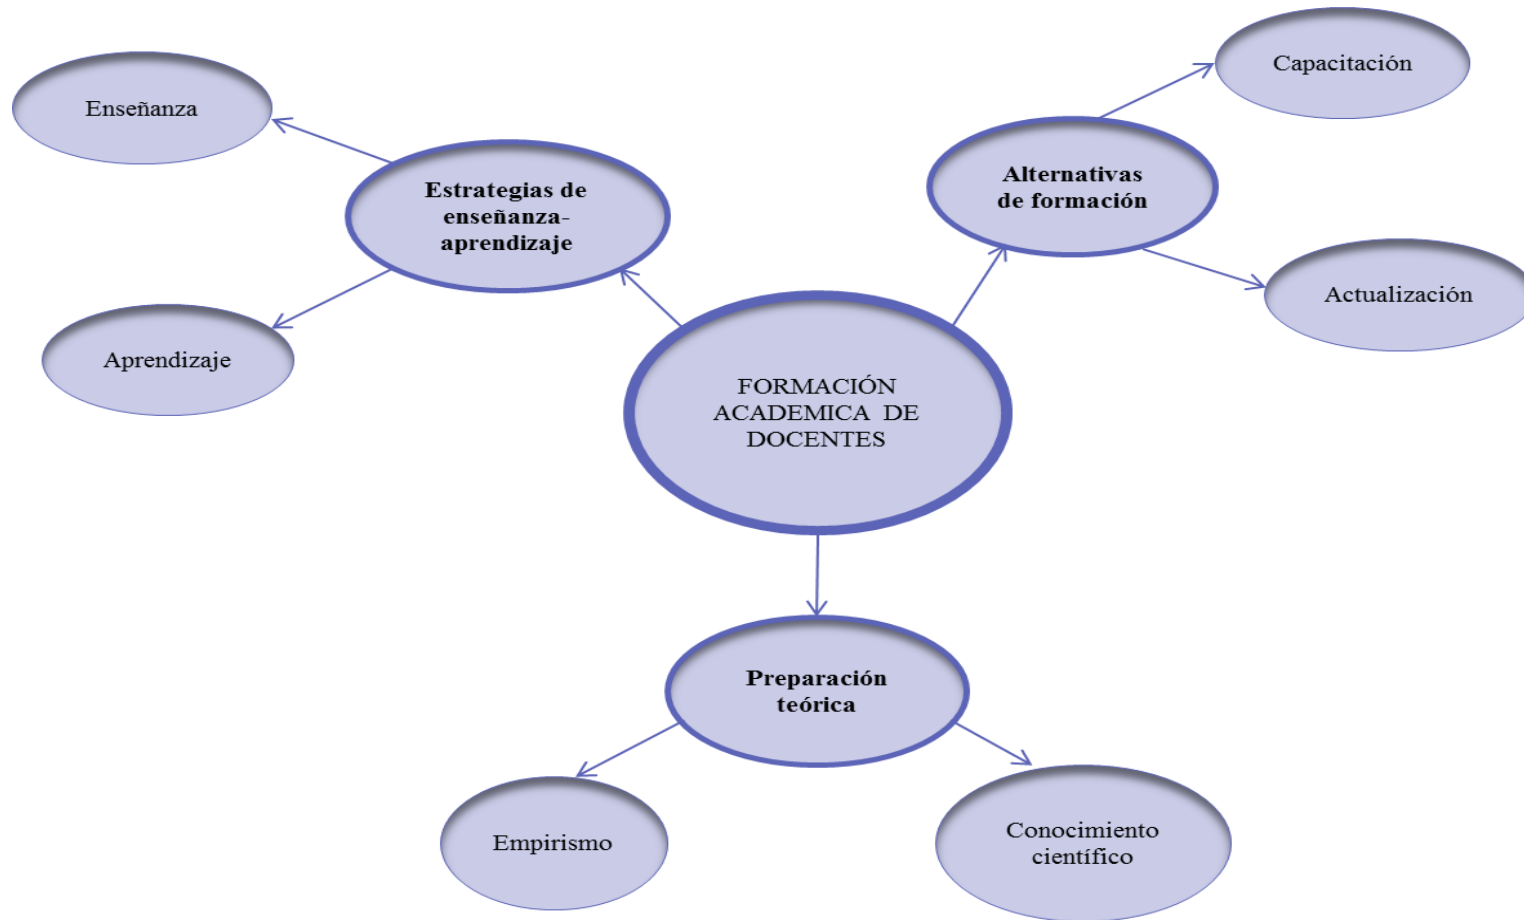 Capacitación
Enseñanza
Alternativas
de formación
Estrategias de
enseñanza-
aprendizaje
Actualización
Aprendizaje
FORMACIÓN
ACADEMICA DE
DOCENTES
Preparación
teórica
Empirismo
Conocimiento
científico